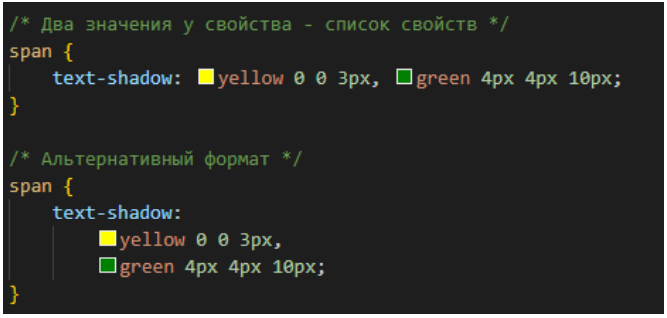 /* Два значения у свойства - список свойств */
span {
    text-shadow: yellow 0 0 3px, green 4px 4px 10px;
}
/* Альтернативный формат */
span {
    text-shadow:
        yellow 0 0 3px,
        green 4px 4px 10px;
}